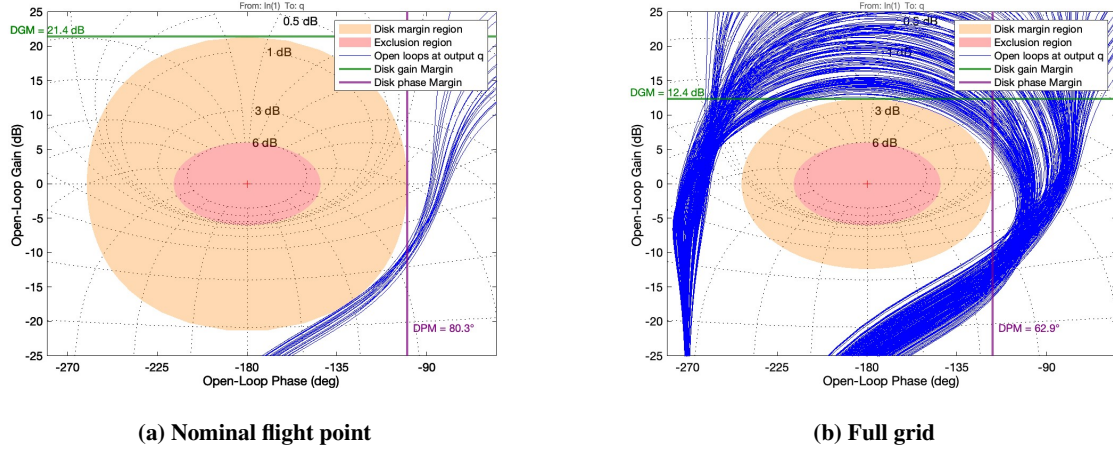 From: In(1) To: q
DGM = 21.4 dB
0.5 dB
1 dB
3 dB
6 dB
Disk margin region
Exclusion region
Open loops at output q
Disk gain Margin
Disk phase Margin
DPM = 80.3°
25
20
15
10
5
0
-5
-10
-15
-20
-25
Open-Loop Gain (dB)
-270
-225
-180
-135
-90
Open-Loop Phase (deg)
(a) Nominal flight point
From: In(1) To: q
DGM = 12.4 dB
0.5 dB
1 dB
3 dB
6 dB
Disk margin region
Exclusion region
Open loops at output q
Disk gain Margin
Disk phase Margin
DPM = 62.9°
25
20
15
10
5
0
-5
-10
-15
-20
-25
Open-Loop Gain (dB)
-270
-225
-180
-135
-90
Open-Loop Phase (deg)
(b) Full grid